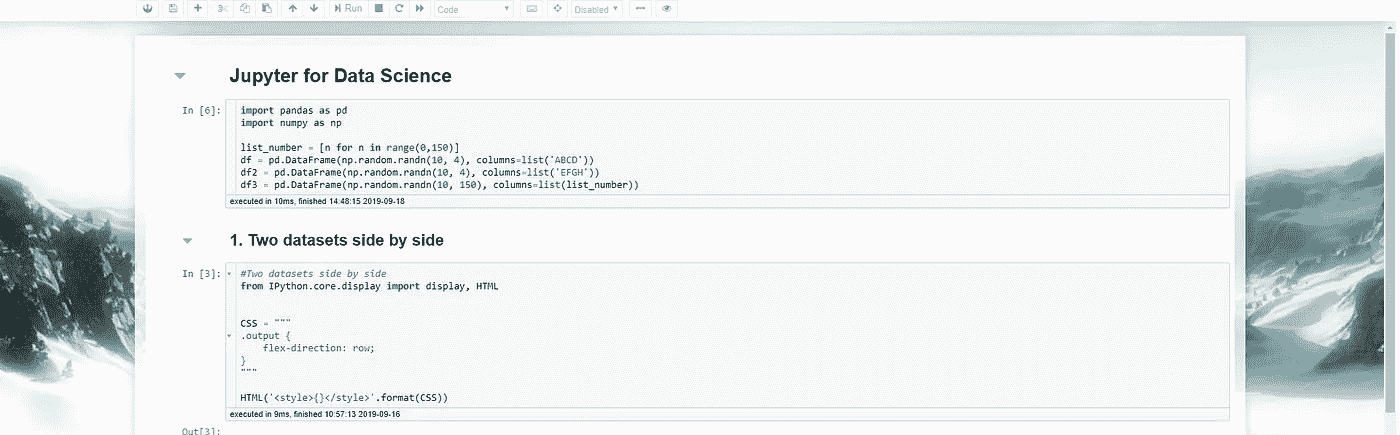 Run Code Disabled
Jupyter for Data Science
In [6]:
import pandas as pd
import numpy as np
list_number = [n for n in range(0,150)]
df = pd.DataFrame(np.random.randn(10, 4), columns=list('ABCD'))
df2 = pd.DataFrame(np.random.randn(10, 4), columns=list('EFGH'))
df3 = pd.DataFrame(np.random.randn(10, 150), columns=list(list_number))
executed in 10ms, finished 14:48:15 2019-09-18
1. Two datasets side by side
In [3]:
#Two datasets side by side
from IPython.core.display import display, HTML
CSS = """
.output {
    flex-direction: row;
}
"""
HTML('<style>{}</style>'.format(CSS))
executed in 9ms, finished 10:57:13 2019-09-16
Out[3]: